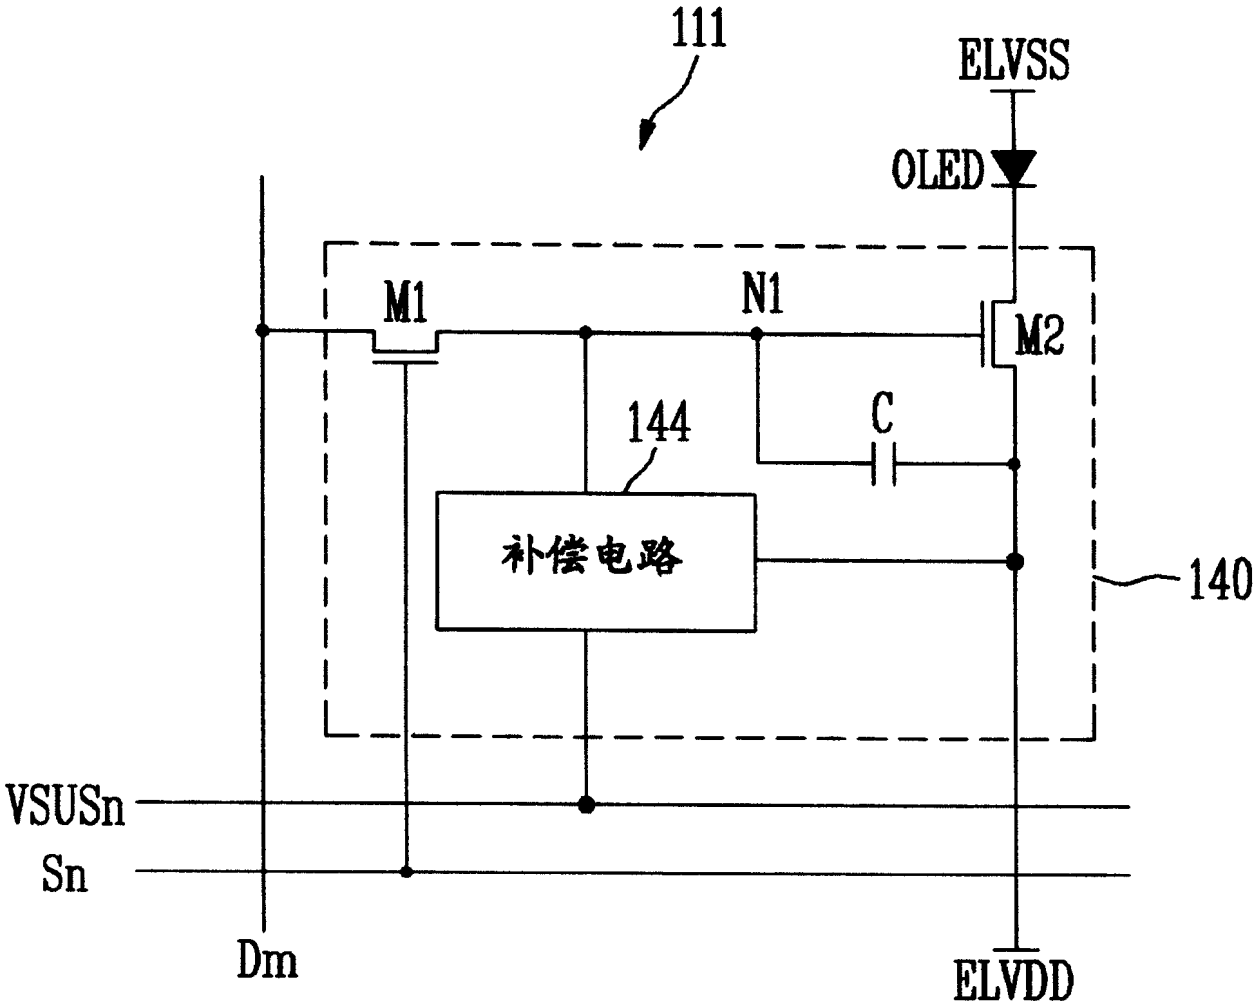 111
ELVSS
OLED
M1
N1
M2
C
144
补偿电路
140
VSUSn
Sn
Dm
ELVDD